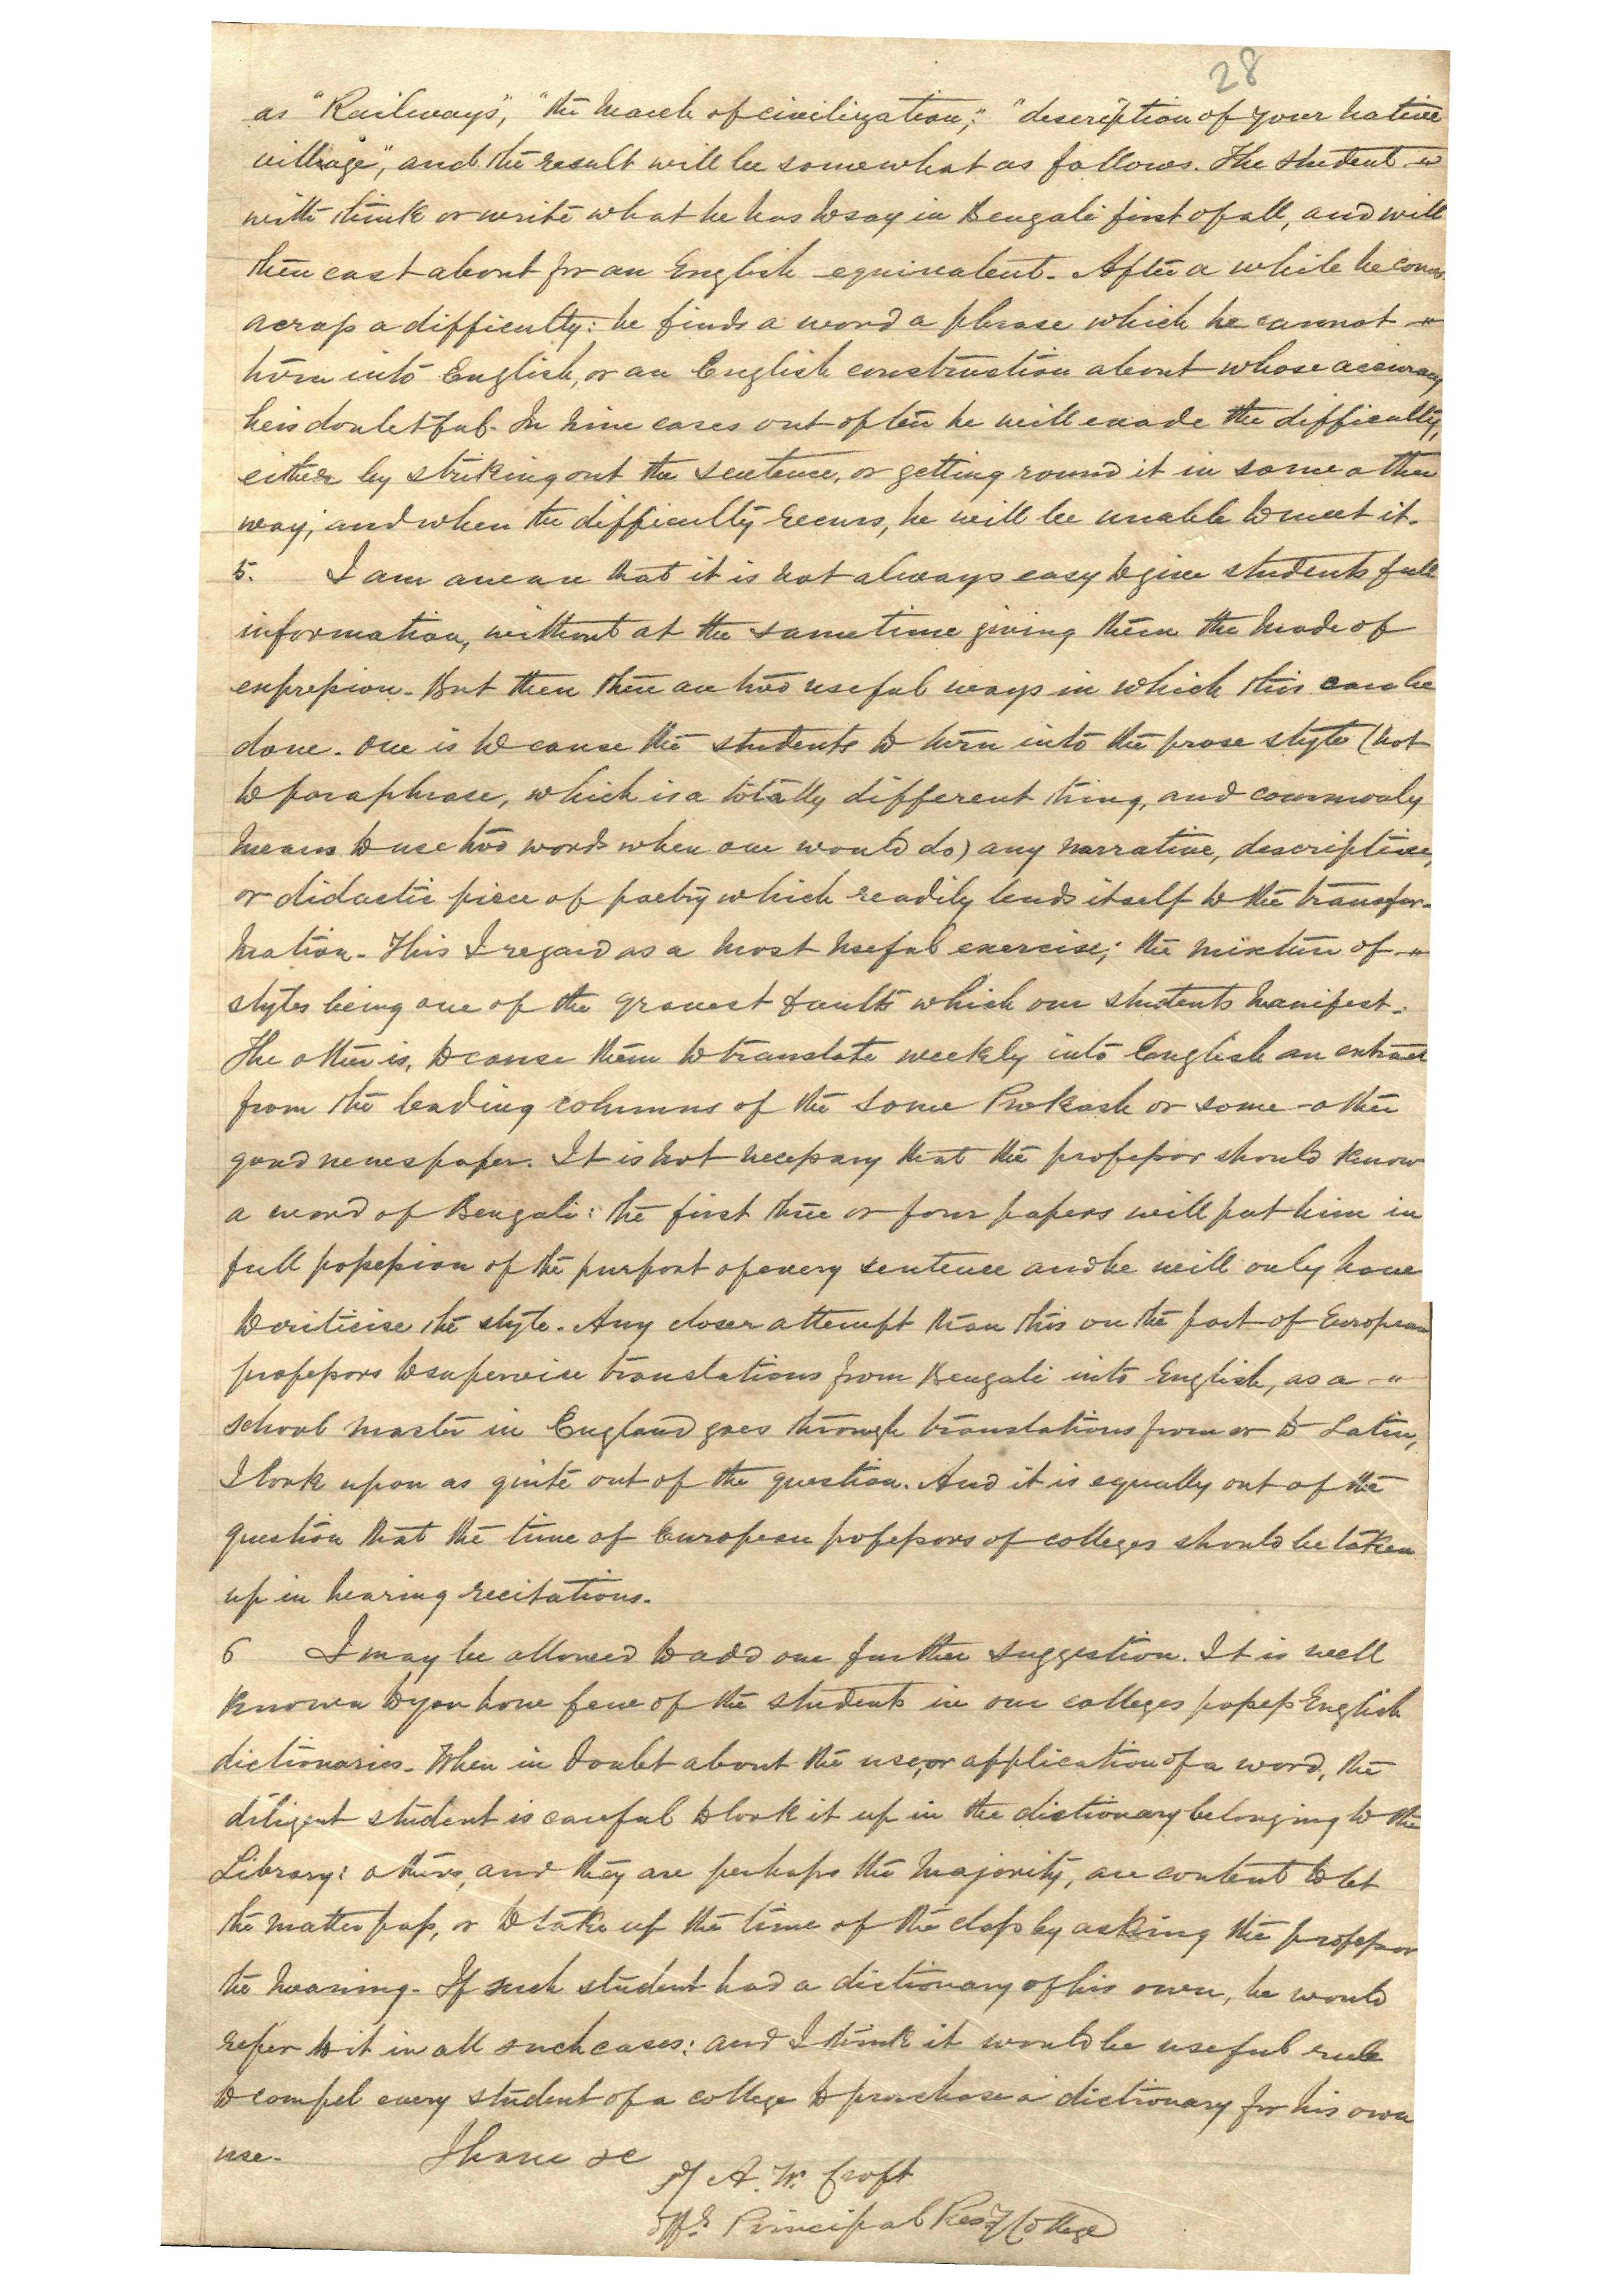 28
as "Railways", "the March of civilization", "description of your native
village", and the result will be somewhat as follows. The student
will think or write what he has to say in Bengali first of all, and will
then cast about for an English equivalent. After a while he comes
across a difficulty: he finds a word a phrase which he cannot
turn into English, or an English construction about whose accuracy
he is doubtful. In nine cases out of ten he will evade the difficulty,
either by striking out the sentence, or getting round it in some other
way; and when the difficulty recurs, he will be unable to meet it.
5. I am aware that it is not always easy to give students full
information, without at the same time giving them the mode of
expression. But then there are two useful ways in which this can be
done. One is to cause the students to turn into the prose style (not
to paraphrase, which is a totally different thing, and commonly
means to use two words when one would do) any narrative, descriptive,
or didactic piece of poetry which readily lends itself to the transfor-
mation. This I regard as a most useful exercise; the mixture of
styles being one of the gravest faults which our students manifest.
The other is, to cause them to translate weekly into English an extract
from the leading columns of the Some Prokash or some other
good newspaper. It is not necessary that the professor should know
a word of Bengali: the first three or four papers will put him in
full possession of the purport of every sentence and he will only have
to criticise the style. Any closer attempt than this on the part of European
professors to supervise translations from Bengali into English, as a
school master in England goes through translations from or to Latin,
I look upon as quite out of the question. And it is equally out of the
question that the time of European professors of colleges should be taken
up in hearing recitations.
6 I may be allowed to add one further suggestion. It is well
known to you how few of the students in our colleges possess English
dictionaries. When in doubt about the use, or application of a word, the
diligent student is careful to look it up in the dictionary belonging to the
Library: others, and they are perhaps the majority, are content to let
the matter pass, or to take up the time of the class by asking the professor
the meaning. If such student had a dictionary of his own, he would
refer to it in all such cases: and I think it would be useful rule
to compel every student of a college to purchase a dictionary for his own
use. I have &c
Sd/ A. W. Croft
Offg. Principal Presy College